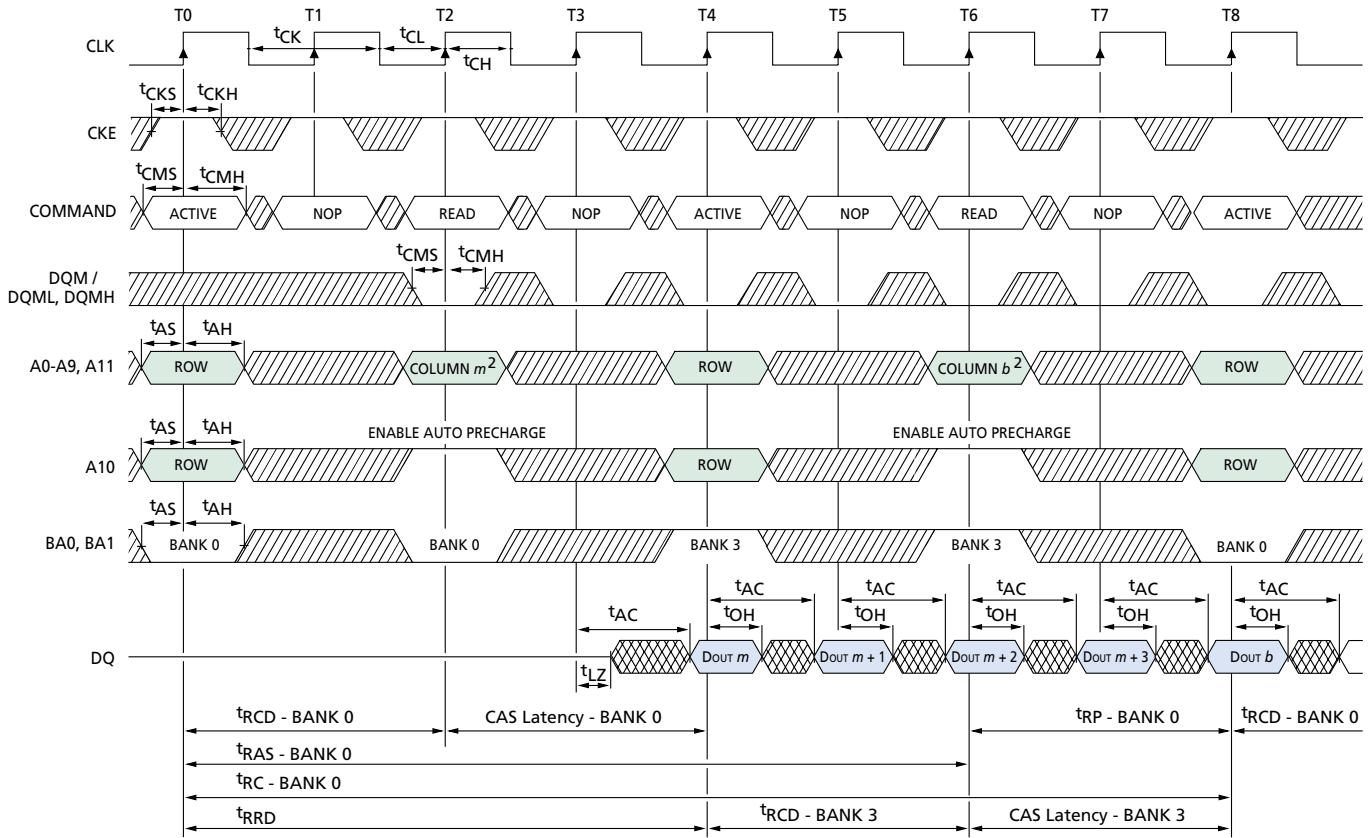 T0 T1 T2 T3 T4 T5 T6 T7 T8
CLK
tCK tCL
tCH
tCKS tCKH
CKE
tCMS tCMH
COMMAND ACTIVE NOP READ NOP ACTIVE NOP READ NOP ACTIVE
tCMS tCMH
DQM /
DQML, DQMH
tAS tAH
A0-A9, A11 ROW COLUMN m2 ROW COLUMN b2 ROW
ENABLE AUTO PRECHARGE ENABLE AUTO PRECHARGE
tAS tAH
A10 ROW ROW ROW
tAS tAH
BA0, BA1 BANK 0 BANK 0 BANK 3 BANK 3 BANK 0
tAC tAC tAC tAC tAC
tAC tOH tOH tOH tOH tOH
DQ DOUT m DOUT m + 1 DOUT m + 2 DOUT m + 3 DOUT b
tLZ
tRCD - BANK 0 CAS Latency - BANK 0 tRP - BANK 0 tRCD - BANK 0
tRAS - BANK 0
tRC - BANK 0
tRRD tRCD - BANK 3 CAS Latency - BANK 3